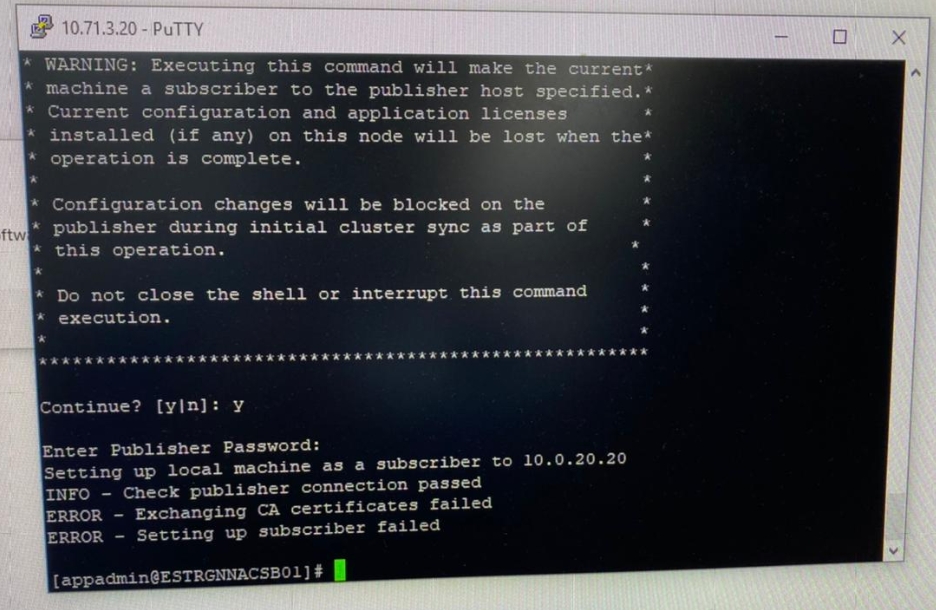 10.71.3.20 - PuTTY
* WARNING: Executing this command will make the current*
* machine a subscriber to the publisher host specified.*
* Current configuration and application licenses *
* installed (if any) on this node will be lost when the*
* operation is complete. *
* *
* Configuration changes will be blocked on the *
* publisher during initial cluster sync as part of *
* this operation. *
* *
* Do not close the shell or interrupt this command *
* execution. *
* *
***********************************************************
Continue? [y|n]: y
Enter Publisher Password:
Setting up local machine as a subscriber to 10.0.20.20
INFO - Check publisher connection passed
ERROR - Exchanging CA certificates failed
ERROR - Setting up subscriber failed
[appadmin@ESTRGNNACSB01]#